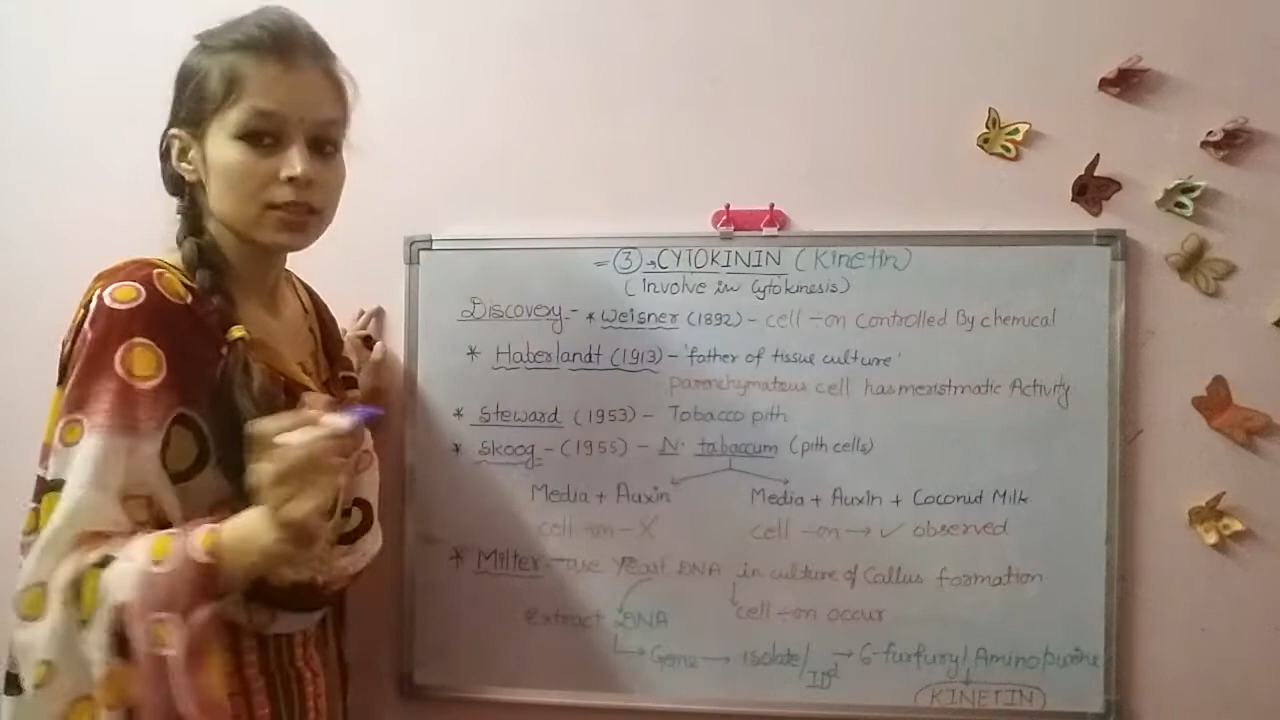 = ③ → CYTOKININ (Kinetin)
(Involve in Cytokinesis)
Discovery - * Weisner (1892) - cell ÷on controlled By chemical
* Haberlandt (1913) - 'father of tissue culture'
parenchymateus cell has meristmatic Activity
* Steward (1953) - Tobacco pith
* Skoog - (1955) - N. tabaccum (pith cells)
Media + Auxin Media + Auxin + Coconut Milk
cell ÷on - X cell ÷on → ✓ observed
* Milter - use Yeast DNA in culture of Callus formation
extract DNA cell ÷on occur
Gene → Isolate/IDd → 6-furfuryl Aminopurine
KINETIN